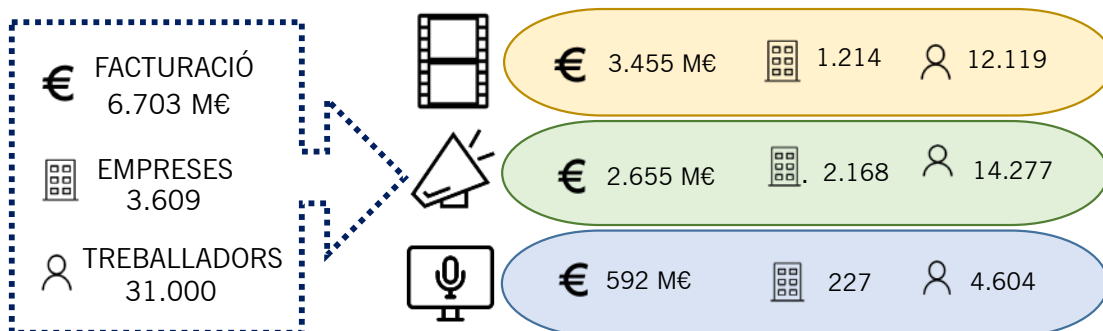 FACTURACIÓ
6.703 M€
EMPRESES
3.609
TREBALLADORS
31.000
€ 3.455 M€ 1.214 12.119
€ 2.655 M€ . 2.168 14.277
€ 592 M€ 227 4.604